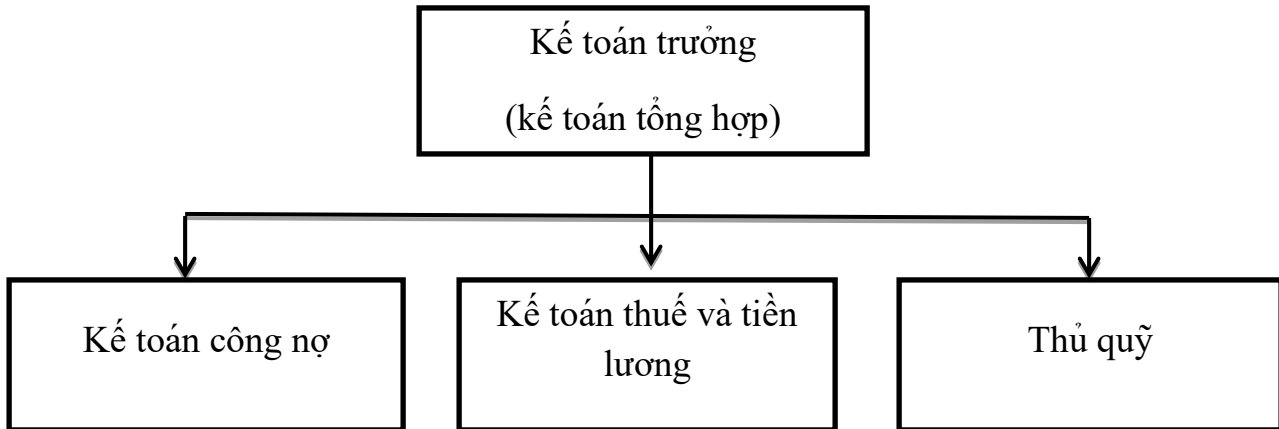 Kế toán trưởng
(kế toán tổng hợp)
Kế toán công nợ
Kế toán thuế và tiền
lương
Thủ quỹ